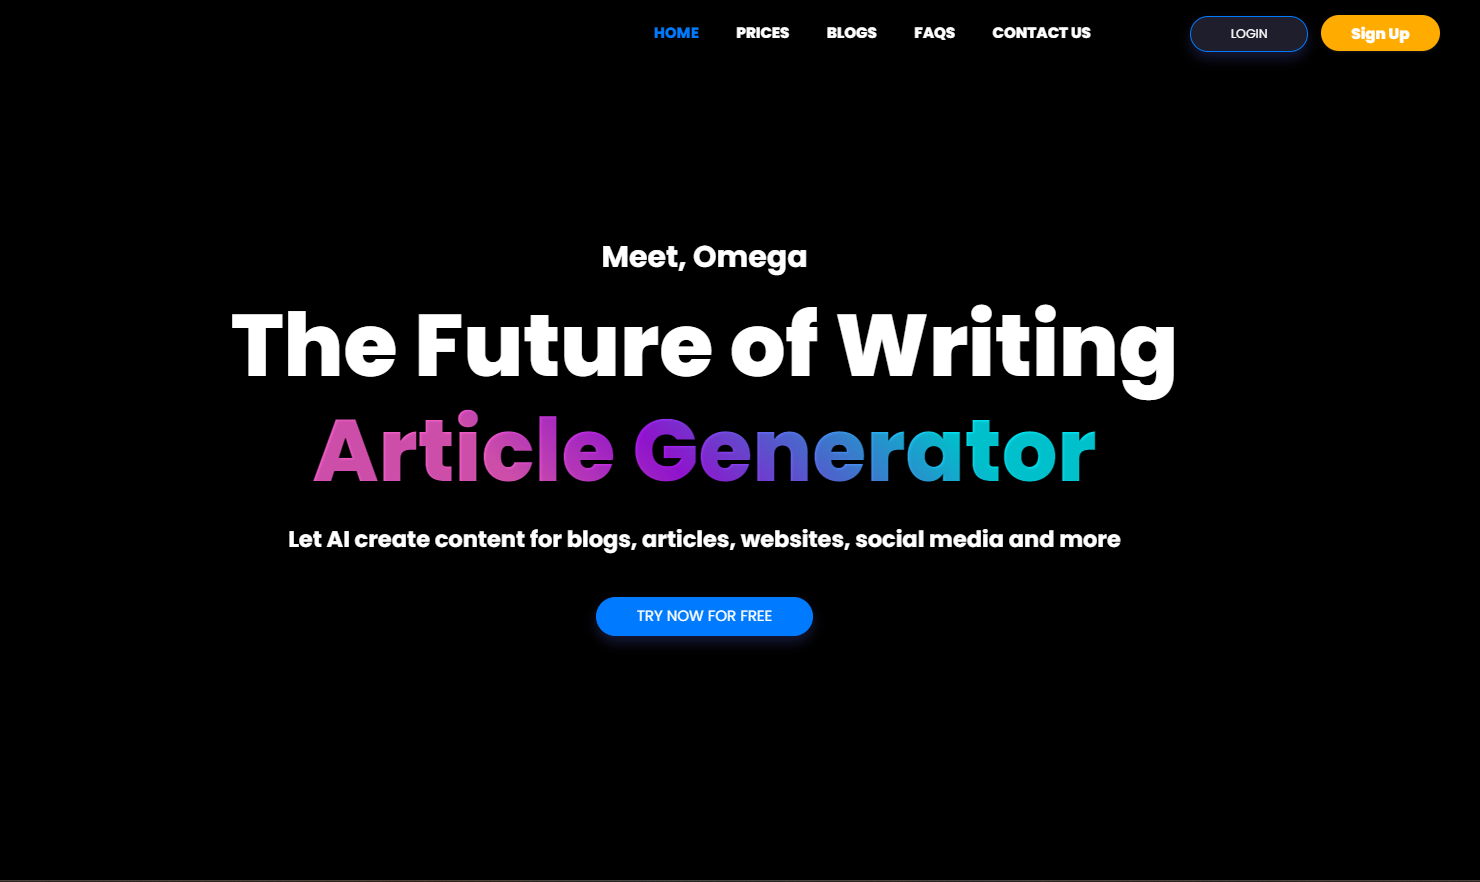 HOME PRICES BLOGS FAQS CONTACT US LOGIN Sign Up
Meet, Omega
The Future of Writing
Article Generator
Let AI create content for blogs, articles, websites, social media and more
TRY NOW FOR FREE